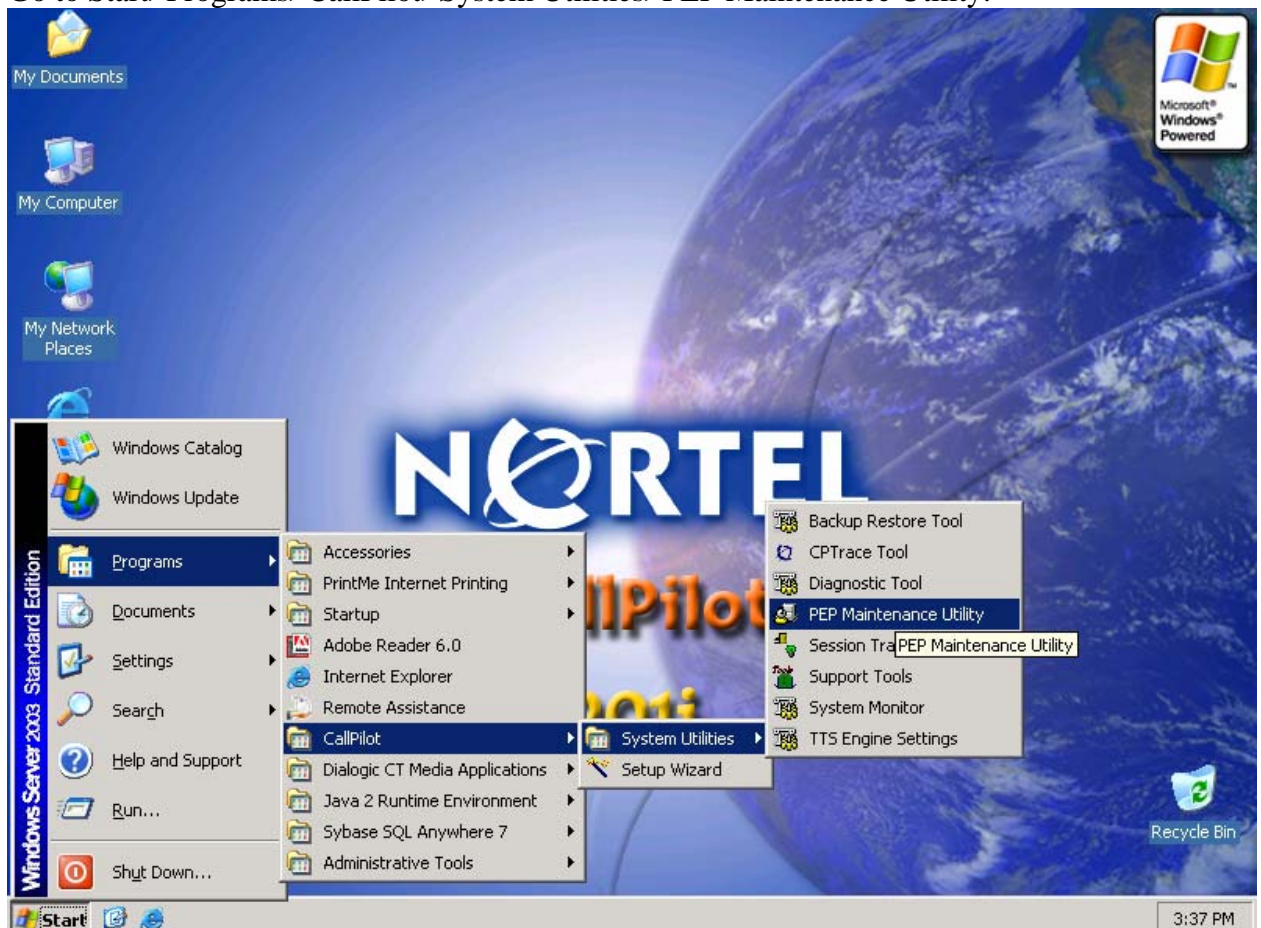 Go to Start/ Programs/ CallPilot/ System Utilities/ PEP Maintenance Utility.
My Documents
Microsoft®
Windows®
Powered
My Computer
My Network
Places
NORTEL
Windows Catalog
Windows Update
Programs
Documents
Settings
Search
Help and Support
Run...
Shut Down...
Windows Server 2003 Standard Edition
Accessories
PrintMe Internet Printing
Startup
Adobe Reader 6.0
Internet Explorer
Remote Assistance
CallPilot
Dialogic CT Media Applications
Java 2 Runtime Environment
Sybase SQL Anywhere 7
Administrative Tools
System Utilities
Setup Wizard
Backup Restore Tool
CPTrace Tool
Diagnostic Tool
PEP Maintenance Utility
Session Tra
PEP Maintenance Utility
Support Tools
System Monitor
TTS Engine Settings
llPilot
01i
Recycle Bin
Start
3:37 PM